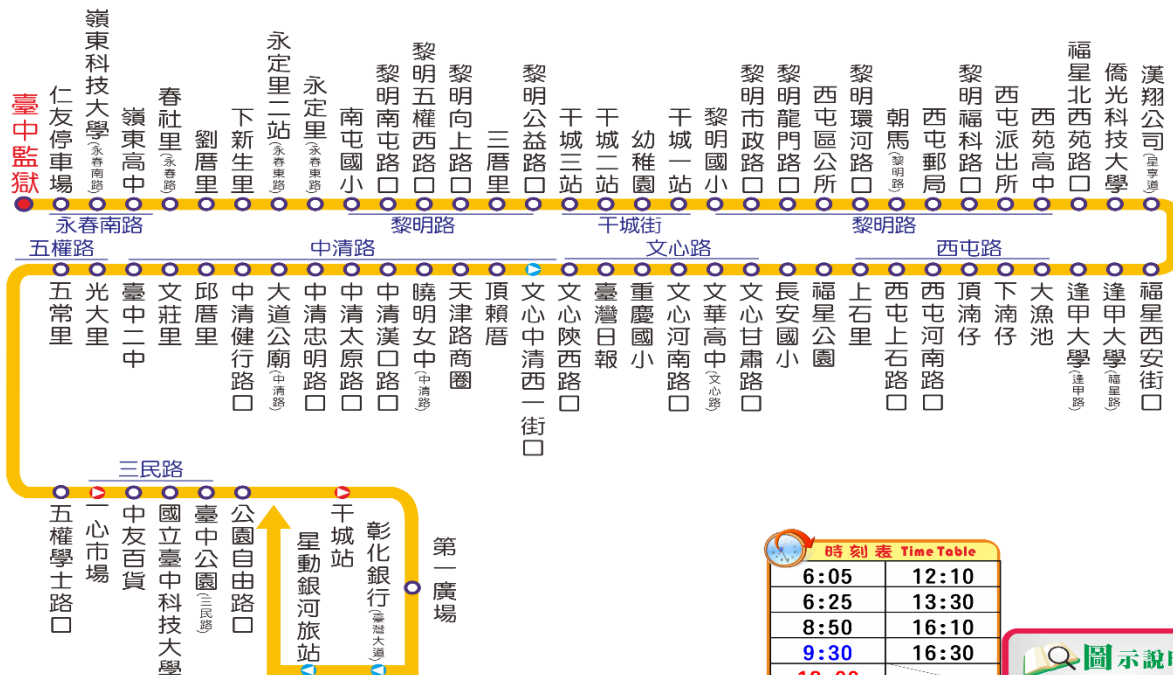 臺中監獄
仁友停車場
嶺東科技大學(永春南路)
嶺東高中
春社里(永春路)
劉厝里
下新生里
永定里二站(永春東路)
永定里(永春東路)
南屯國小
黎明南屯路口
黎明五權西路口
黎明向上路口
三厝里
黎明公益路口
干城三站
干城二站
幼稚園
干城一站
黎明國小
黎明市政路口
黎明龍門路口
西屯區公所
黎明環河路口
朝馬(黎明路)
西屯郵局
黎明福科路口
西屯派出所
西苑高中
福星北西苑路口
僑光科技大學
漢翔公司(星享道)
永春南路
黎明路
干城街
黎明路
五權路
中清路
文心路
西屯路
五常里
光大里
臺中二中
文莊里
邱厝里
中清健行路口
大道公廟(中清路)
中清忠明路口
中清太原路口
中清漢口路口
曉明女中(中清路)
天津路商圈
頂賴厝
文心中清西一街口
文心陝西路口
臺灣日報
重慶國小
文心河南路口
文華高中(文心路)
文心甘肅路口
長安國小
福星公園
上石里
西屯上石路口
西屯河南路口
頂湳仔
下湳仔
大漁池
逢甲大學(逢甲路)
逢甲大學(福星路)
福星西安街口
三民路
五權學士路口
一心市場
中友百貨
國立臺中科技大學
臺中公園(三民路)
公園自由路口
星動銀河旅站
干城站
彰化銀行(臺灣大道)
第一廣場
時刻表 Time Table
6:05 12:10
6:25 13:30
8:50 16:10
9:30 16:30
圖示說